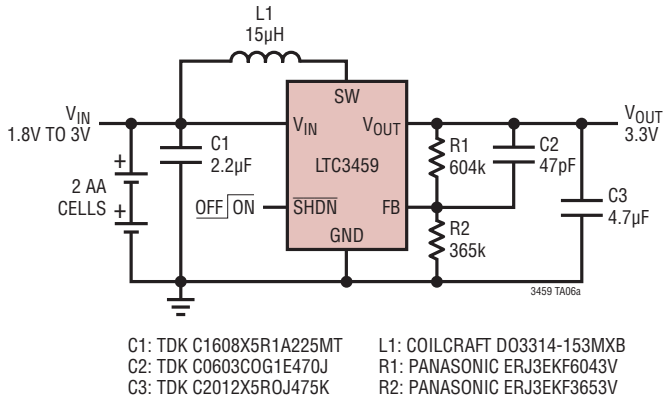 L1
15µH
SW
VIN
1.8V TO 3V
VIN
VOUT
VOUT
3.3V
C1
2.2µF
LTC3459
R1
604k
C2
47pF
+
2 AA
CELLS
+
OFF ON
SHDN
FB
C3
4.7µF
GND
R2
365k
3459 TA06a
C1: TDK C1608X5R1A225MT
C2: TDK C0603COG1E470J
C3: TDK C2012X5ROJ475K
L1: COILCRAFT DO3314-153MXB
R1: PANASONIC ERJ3EKF6043V
R2: PANASONIC ERJ3EKF3653V